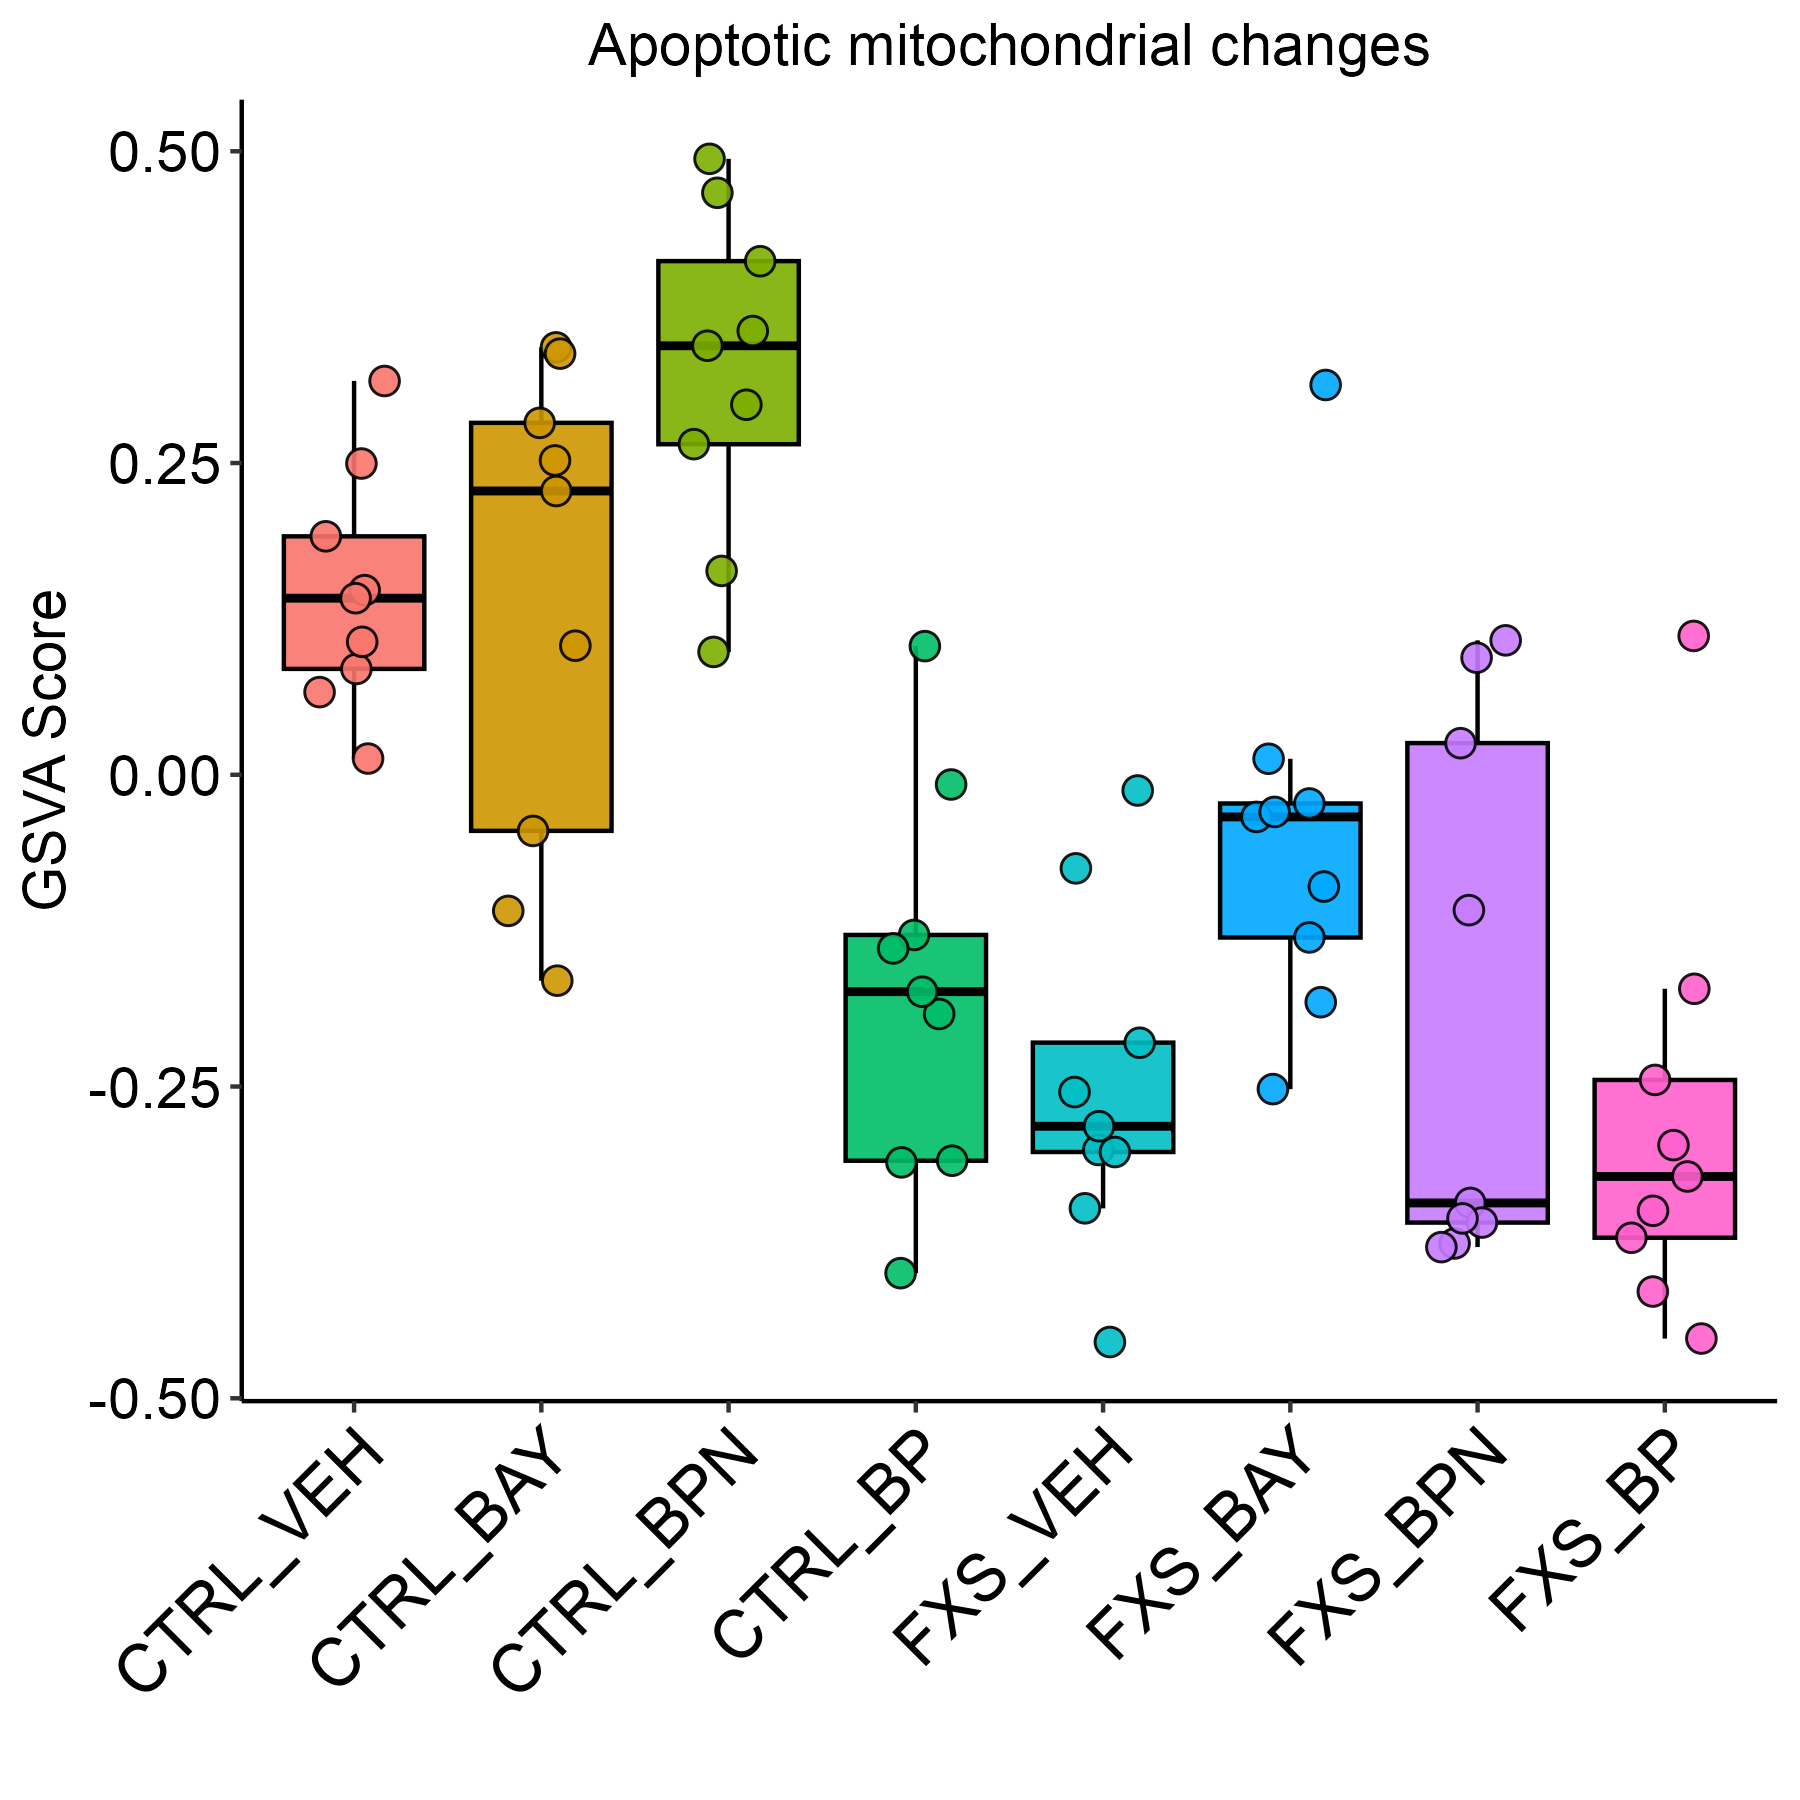 Apoptotic mitochondrial changes
GSVA Score
0.50
0.25
0.00
-0.25
-0.50
CTRL_VEH
CTRL_BAY
CTRL_BPN
CTRL_BP
FXS_VEH
FXS_BAY
FXS_BPN
FXS_BP